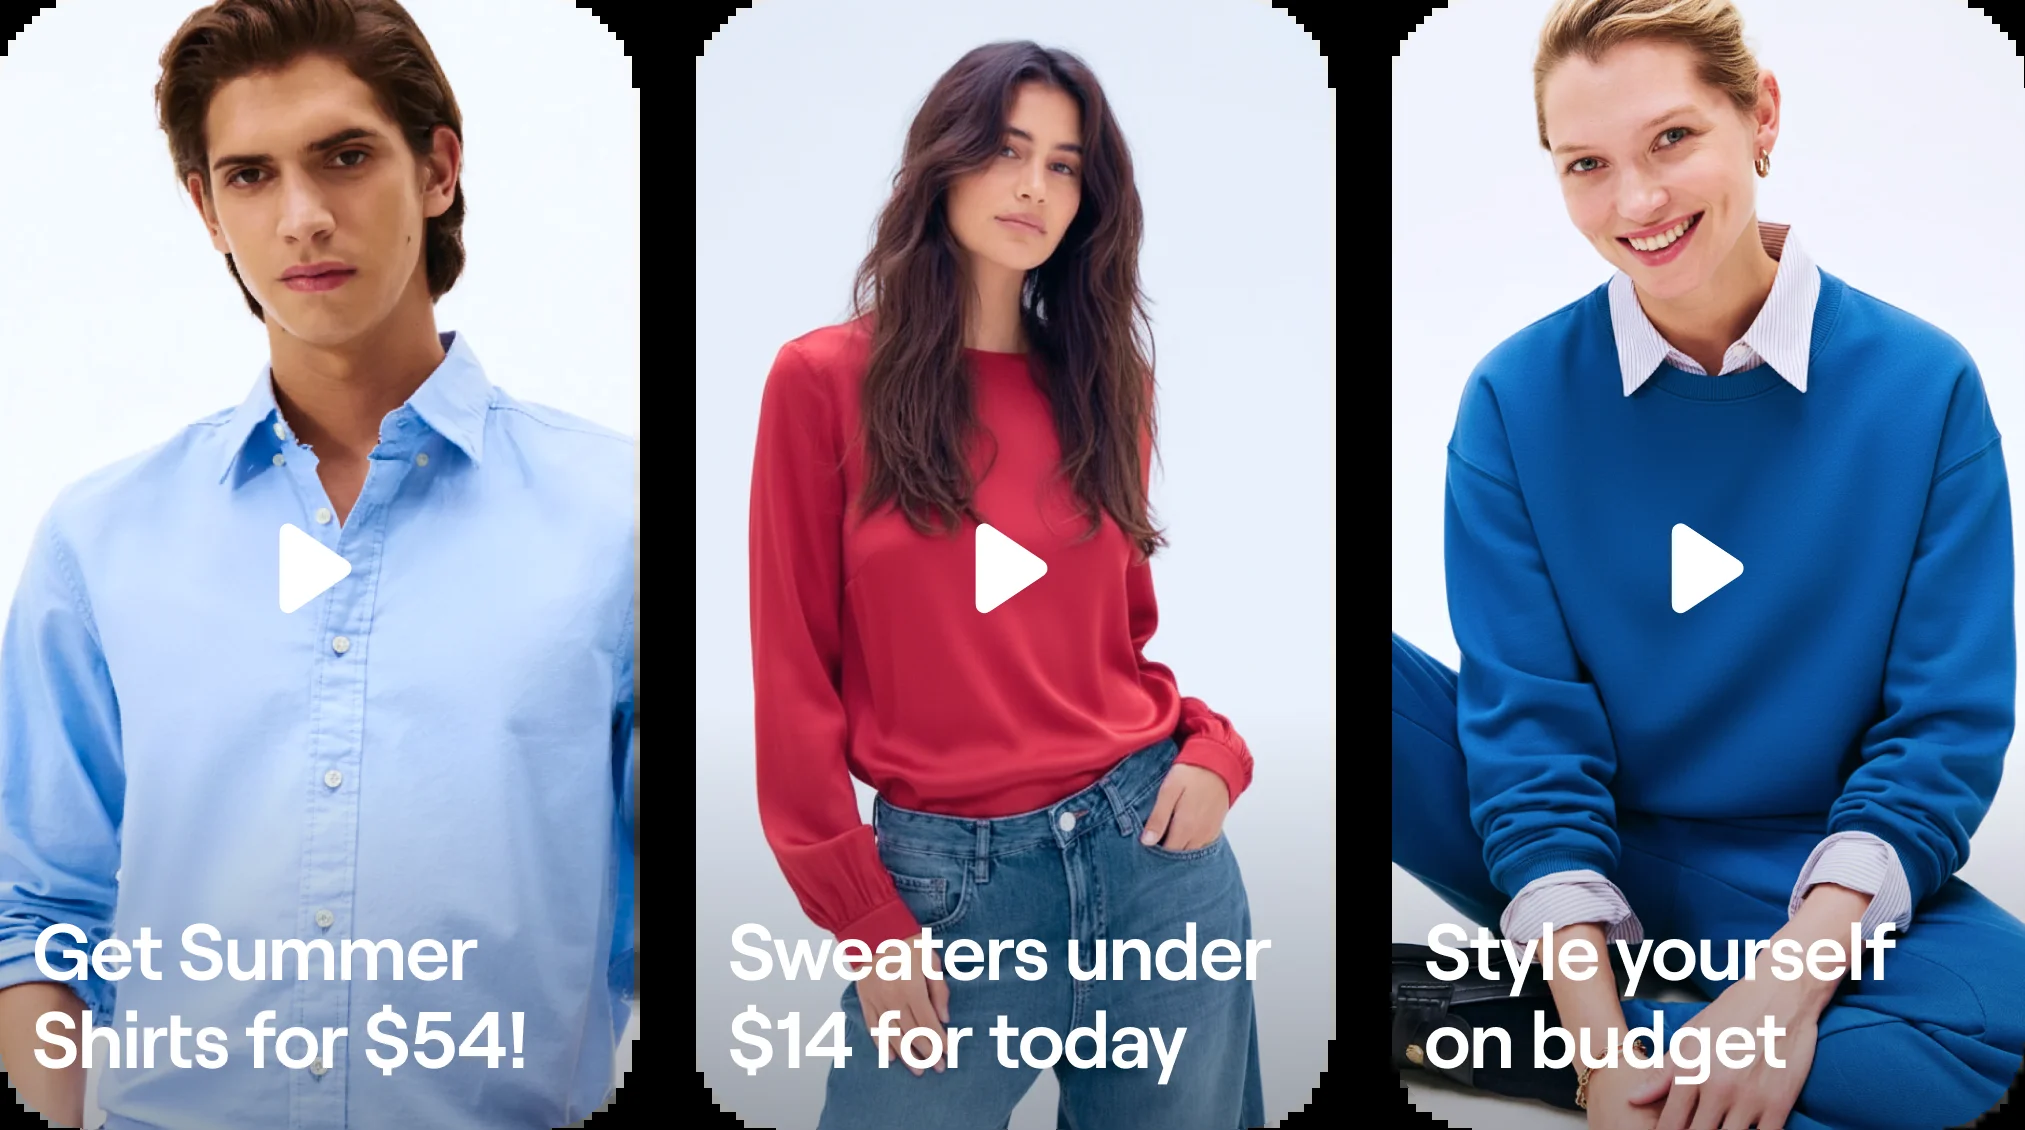 Get Summer
Shirts for $54!
Sweaters under
$14 for today
Style yourself
on budget